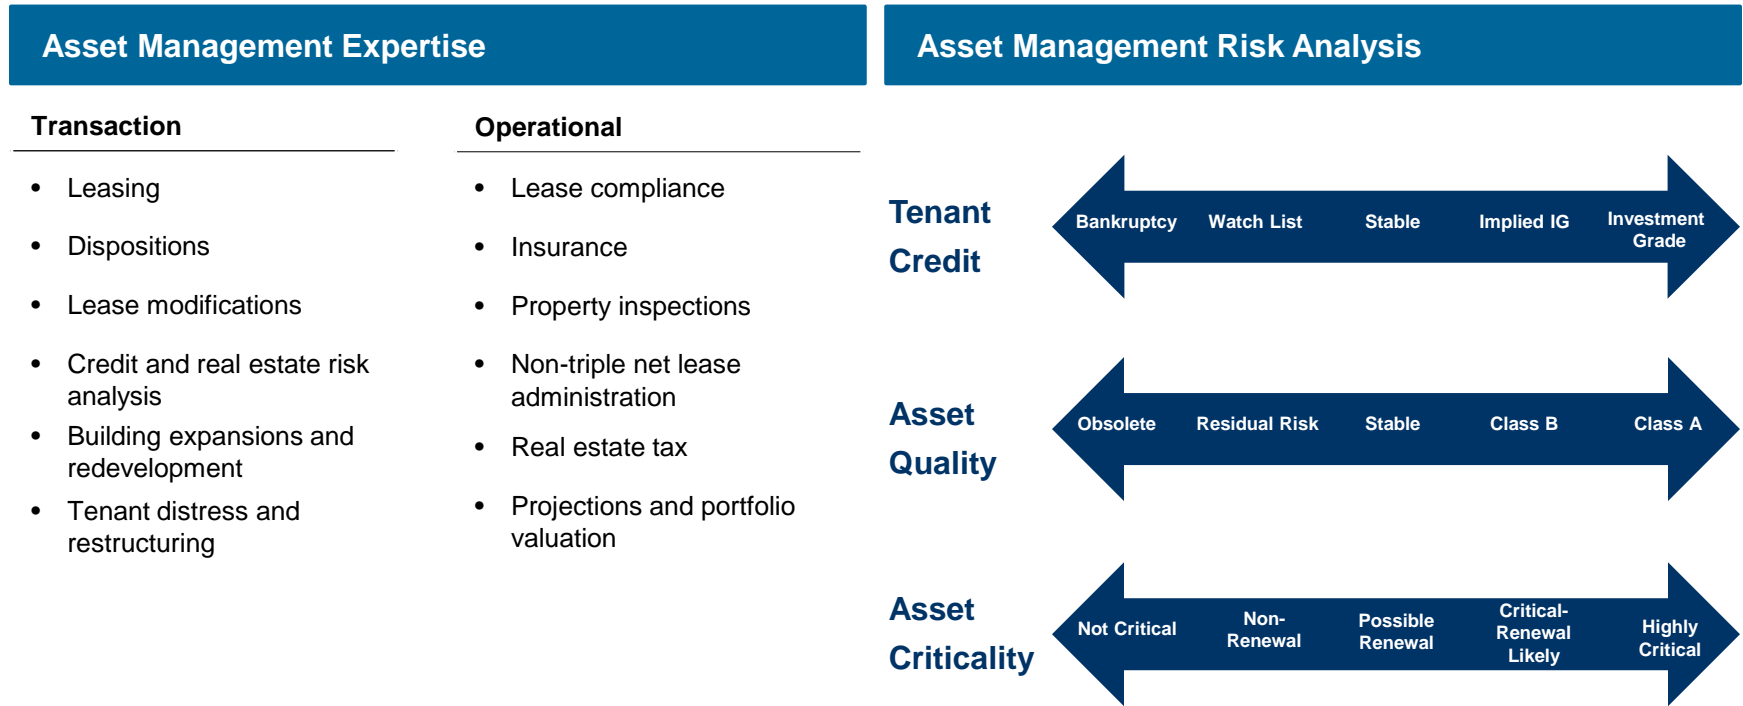 Asset Management Expertise
Transaction
• Leasing
• Dispositions
• Lease modifications
• Credit and real estate risk
analysis
• Building expansions and
redevelopment
• Tenant distress and
restructuring
Operational
• Lease compliance
• Insurance
• Property inspections
• Non-triple net lease
administration
• Real estate tax
• Projections and portfolio
valuation
Asset Management Risk Analysis
Tenant
Credit
Bankruptcy
Watch List
Stable
Implied IG
Investment
Grade
Asset
Quality
Obsolete
Residual Risk
Stable
Class B
Class A
Asset
Criticality
Not Critical
Non-
Renewal
Possible
Renewal
Critical-
Renewal
Likely
Highly
Critical